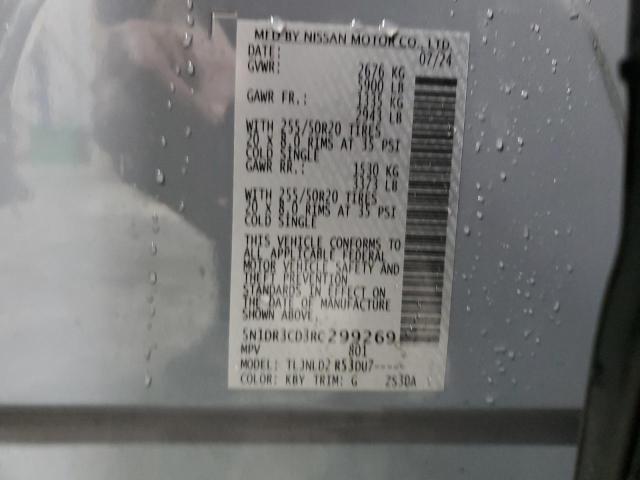 MFD BY NISSAN MOTOR CO., LTD.
DATE: 07/24
GVWR: 2676 KG
5900 LB
GAWR FR.: 1335 KG
2943 LB
WITH 255/50R20 TIRES
20 X 8.0 RIMS AT 35 PSI
COLD SINGLE
GAWR RR.: 1530 KG
3373 LB
WITH 255/50R20 TIRES
20 X 8.0 RIMS AT 35 PSI
COLD SINGLE
THIS VEHICLE CONFORMS TO
ALL APPLICABLE FEDERAL
MOTOR VEHICLE SAFETY AND
THEFT PREVENTION
STANDARDS IN EFFECT ON
THE DATE OF MANUFACTURE
SHOWN ABOVE.
5N1DR3CD3RC299269
MPV 801
MODEL: TLJNLD2 R53DU7-----
COLOR: KBY TRIM: G 2S3DA